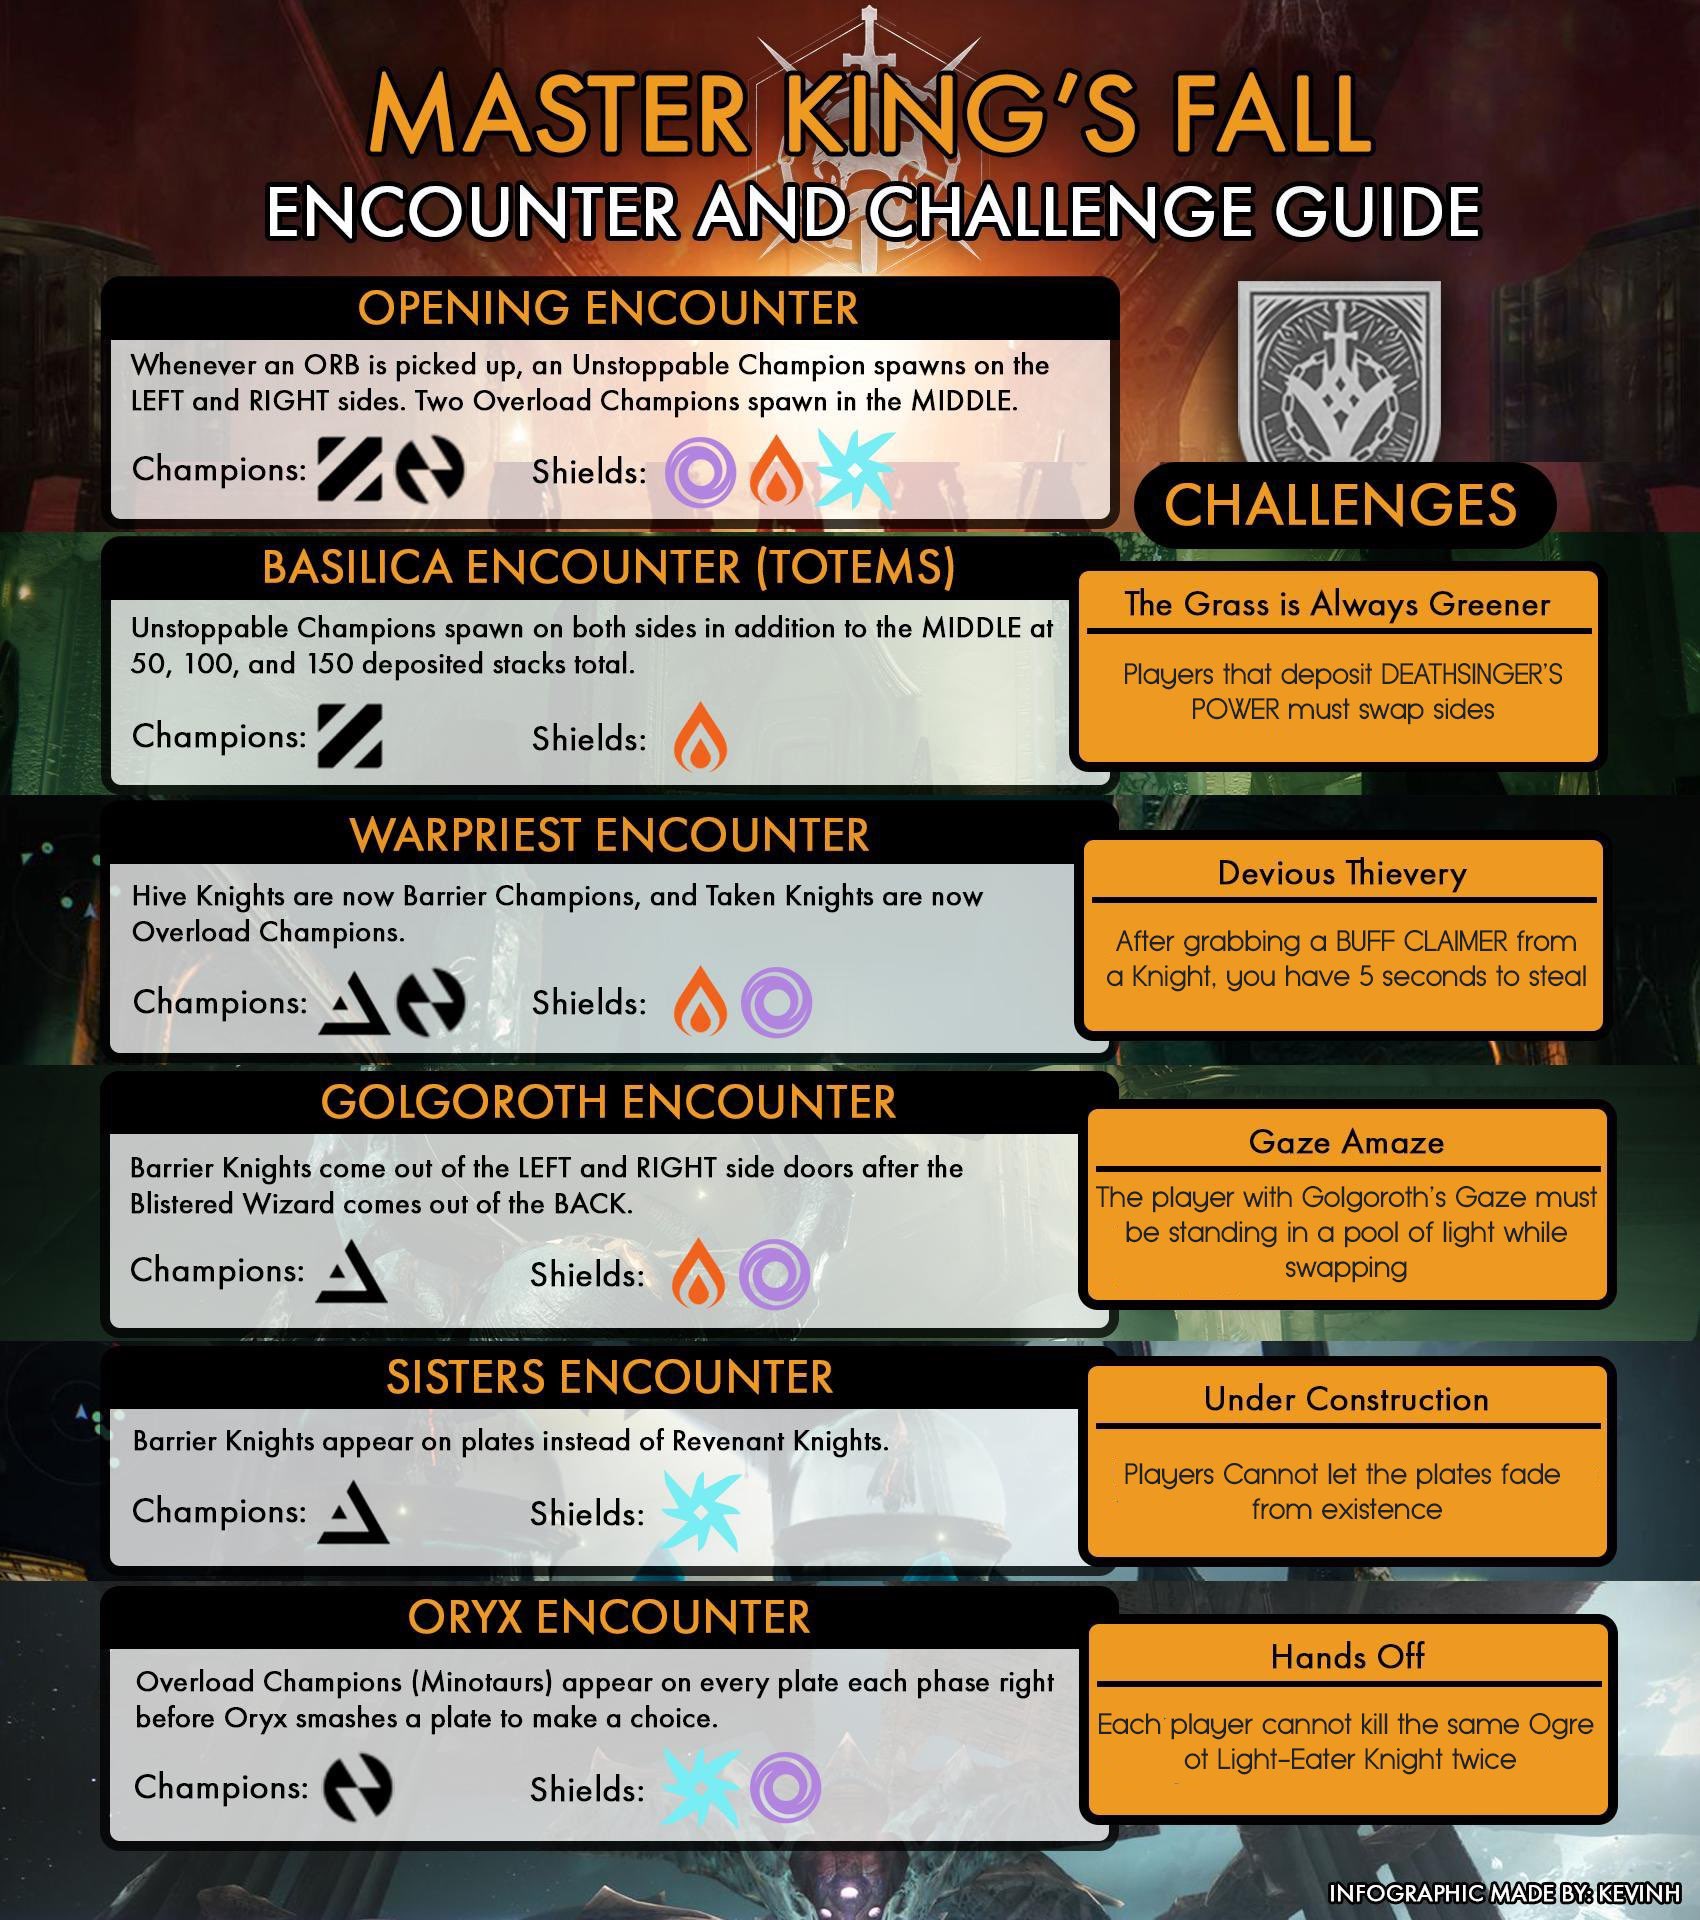 MASTER KING'S FALL
ENCOUNTER AND CHALLENGE GUIDE
OPENING ENCOUNTER
Whenever an ORB is picked up, an Unstoppable Champion spawns on the
LEFT and RIGHT sides. Two Overload Champions spawn in the MIDDLE.
Champions:
Shields:
CHALLENGES
BASILICA ENCOUNTER (TOTEMS)
Unstoppable Champions spawn on both sides in addition to the MIDDLE at
50, 100, and 150 deposited stacks total.
Champions:
Shields:
The Grass is Always Greener
Players that deposit DEATHSINGER'S
POWER must swap sides
WARPRIEST ENCOUNTER
Hive Knights are now Barrier Champions, and Taken Knights are now
Overload Champions.
Champions:
Shields:
Devious Thievery
After grabbing a BUFF CLAIMER from
a Knight, you have 5 seconds to steal
GOLGOROTH ENCOUNTER
Barrier Knights come out of the LEFT and RIGHT side doors after the
Blistered Wizard comes out of the BACK.
Champions:
Shields:
Gaze Amaze
The player with Golgoroth's Gaze must
be standing in a pool of light while
swapping
SISTERS ENCOUNTER
Barrier Knights appear on plates instead of Revenant Knights.
Champions:
Shields:
Under Construction
Players Cannot let the plates fade
from existence
ORYX ENCOUNTER
Overload Champions (Minotaurs) appear on every plate each phase right
before Oryx smashes a plate to make a choice.
Champions:
Shields:
Hands Off
Each player cannot kill the same Ogre
ot Light-Eater Knight twice
INFOGRAPHIC MADE BY: KEVINH